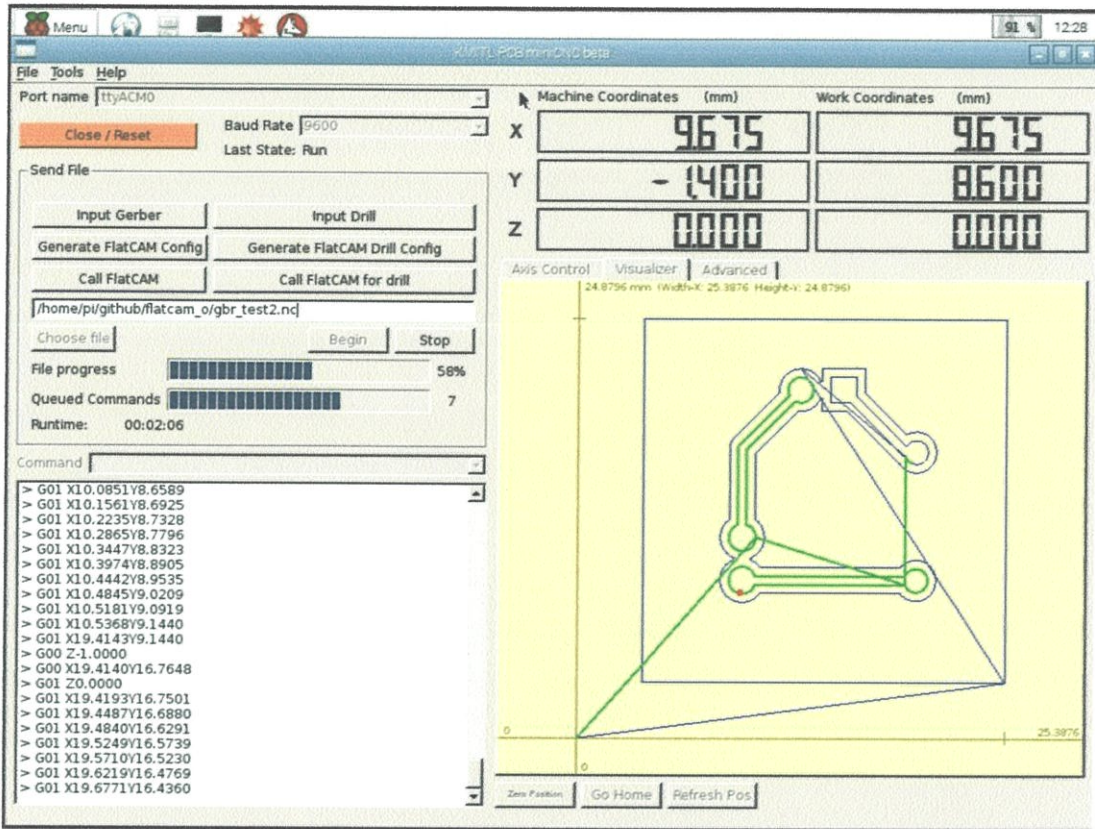 Menu
91 %
12:28
KMITL PCB miniCNC beta
File Tools Help
Port name ttyACM0
Close / Reset
Baud Rate 9600
Last State: Run
Send File
Input Gerber
Input Drill
Generate FlatCAM Config
Generate FlatCAM Drill Config
Call FlatCAM
Call FlatCAM for drill
/home/pi/github/flatcam_o/gbr_test2.nc
Choose file
Begin
Stop
File progress 58%
Queued Commands 7
Runtime: 00:02:06
Command
> G01 X10.0851Y8.6589
> G01 X10.1561Y8.6925
> G01 X10.2235Y8.7328
> G01 X10.2865Y8.7796
> G01 X10.3447Y8.8323
> G01 X10.3974Y8.8905
> G01 X10.4442Y8.9535
> G01 X10.4845Y9.0209
> G01 X10.5181Y9.0919
> G01 X10.5368Y9.1440
> G01 X19.4143Y9.1440
> G00 Z-1.0000
> G00 X19.4140Y16.7648
> G01 Z0.0000
> G01 X19.4193Y16.7501
> G01 X19.4487Y16.6880
> G01 X19.4840Y16.6291
> G01 X19.5249Y16.5739
> G01 X19.5710Y16.5230
> G01 X19.6219Y16.4769
> G01 X19.6771Y16.4360
Machine Coordinates (mm)
Work Coordinates (mm)
X 9.675 9.675
Y -1.400 8.600
Z 0.000 0.000
Axis Control
Visualizer
Advanced
24.8796 mm (Width-X: 25.3876 Height-Y: 24.8796)
0
25.3876
0
Zero Position
Go Home
Refresh Pos